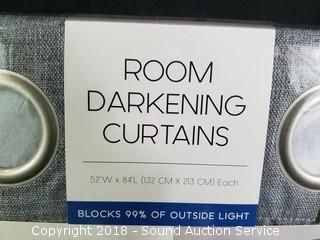 ROOM
DARKENING
CURTAINS
52"W x 84"L (132 CM X 213 CM) Each
BLOCKS 99% OF OUTSIDE LIGHT
Copyright 2018 - Sound Auction Service